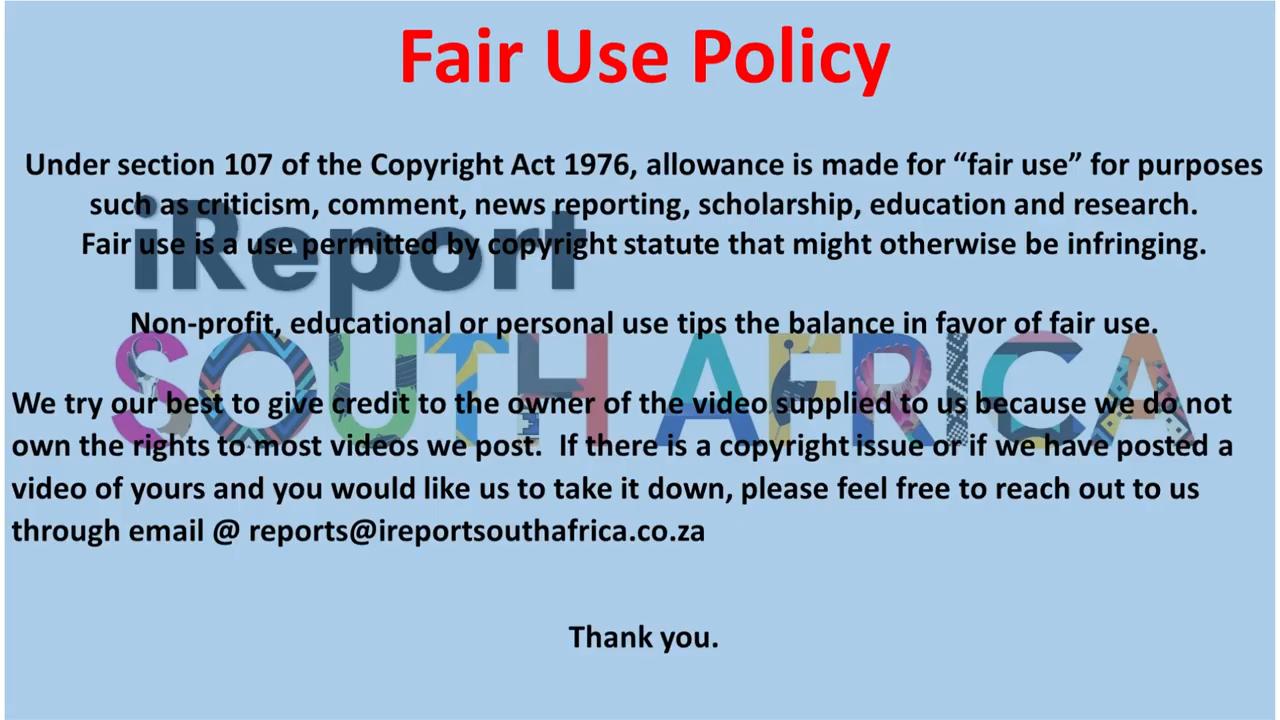 Fair Use Policy
Under section 107 of the Copyright Act 1976, allowance is made for “fair use” for purposes
such as criticism, comment, news reporting, scholarship, education and research.
Fair use is a use permitted by copyright statute that might otherwise be infringing.
iReport
Non-profit, educational or personal use tips the balance in favor of fair use.
SOUTH AFRICA
We try our best to give credit to the owner of the video supplied to us because we do not
own the rights to most videos we post.  If there is a copyright issue or if we have posted a
video of yours and you would like us to take it down, please feel free to reach out to us
through email @ reports@ireportsouthafrica.co.za
Thank you.